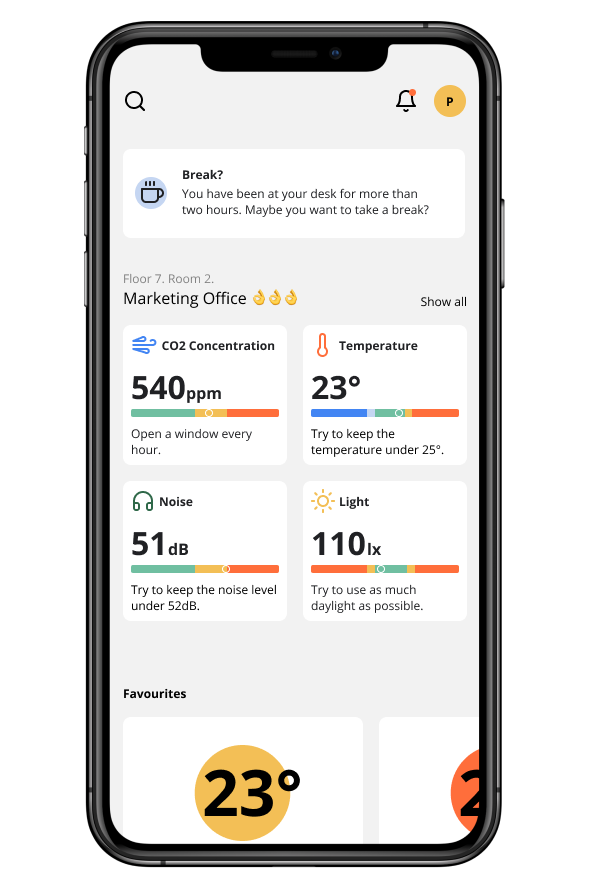 P
Break?
You have been at your desk for more than
two hours. Maybe you want to take a break?
Floor 7. Room 2.
Marketing Office 👌👌👌
Show all
CO2 Concentration
540ppm
Open a window every
hour.
Temperature
23°
Try to keep the
temperature under 25°.
Noise
51dB
Try to keep the noise level
under 52dB.
Light
110lx
Try to use as much
daylight as possible.
Favourites
23°
2